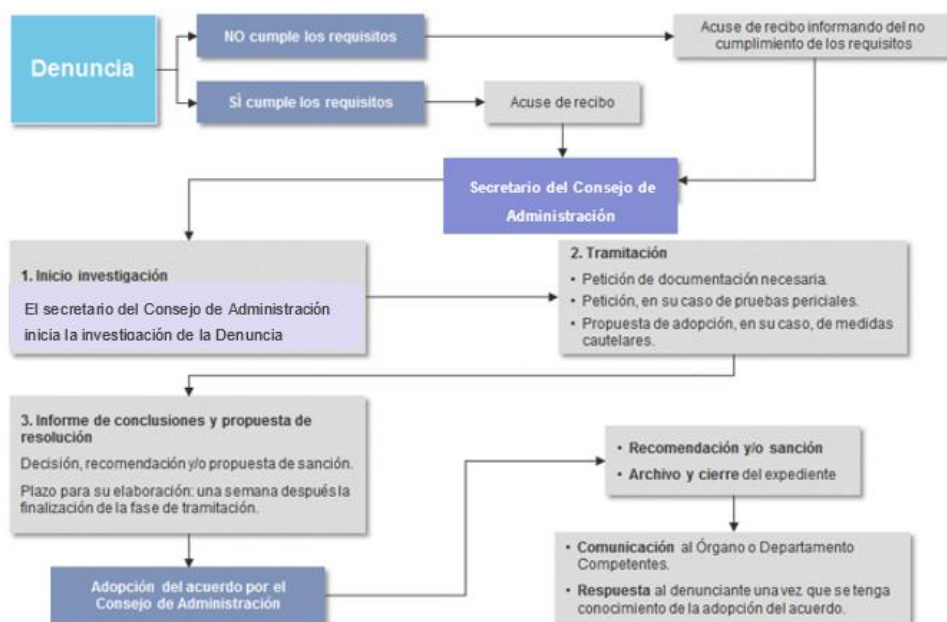 Denuncia
NO cumple los requisitos
Acuse de recibo informando del no
cumplimiento de los requisitos
SÌ cumple los requisitos
Acuse de recibo
Secretario del Consejo de
Administración
1. Inicio investigación
El secretario del Consejo de Administración
inicia la investigación de la Denuncia
2. Tramitación
• Petición de documentación necesaria.
• Petición, en su caso de pruebas periciales.
• Propuesta de adopción, en su caso, de medidas
cautelares.
3. Informe de conclusiones y propuesta de
resolución
Decisión, recomendación y/o propuesta de sanción.
Plazo para su elaboración: una semana después la
finalización de la fase de tramitación.
Adopción del acuerdo por el
Consejo de Administración
• Recomendación y/o sanción
• Archivo y cierre del expediente
• Comunicación al Órgano o Departamento
Competentes.
• Respuesta al denunciante una vez que se tenga
conocimiento de la adopción del acuerdo.